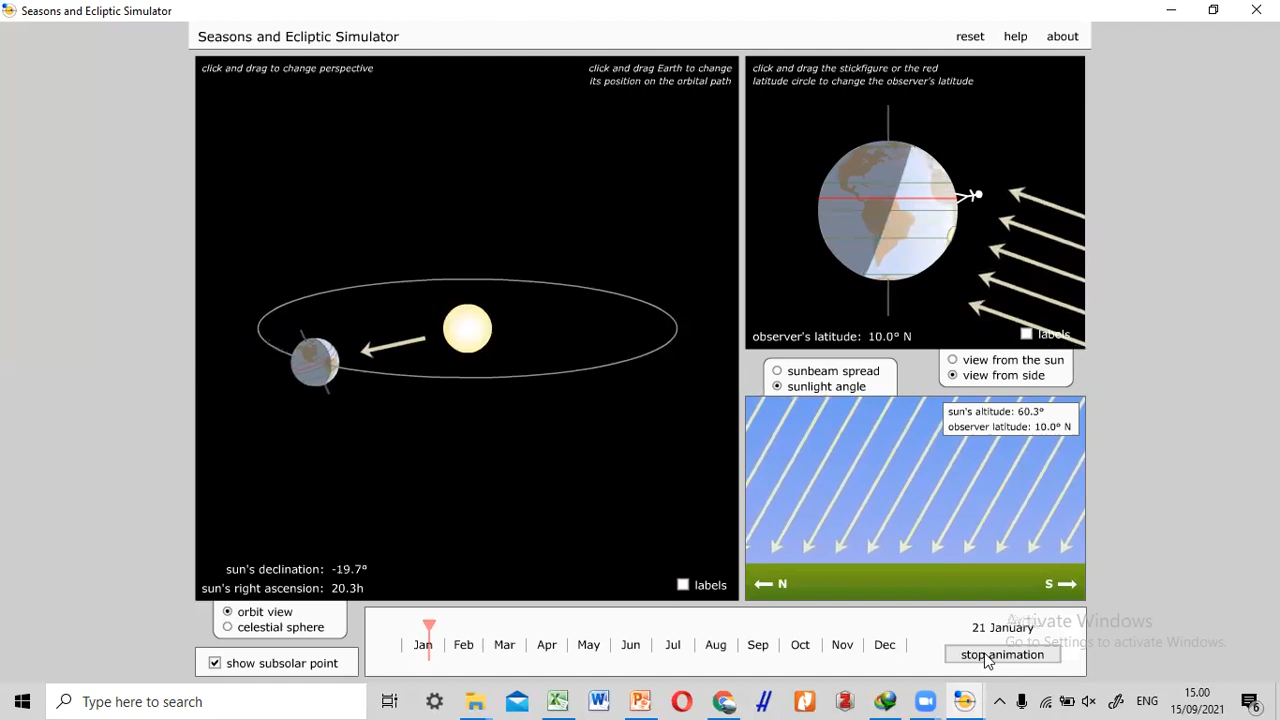 Seasons and Ecliptic Simulator
Seasons and Ecliptic Simulator
reset help about
click and drag to change perspective
click and drag Earth to change
its position on the orbital path
click and drag the stickfigure or the red
latitude circle to change the observer's latitude
observer's latitude: 10.0° N
labels
sunbeam spread
sunlight angle
view from the sun
view from side
sun's altitude: 60.3°
observer latitude: 10.0° N
N
S
sun's declination: -19.7°
sun's right ascension: 20.3h
labels
orbit view
celestial sphere
show subsolar point
Jan Feb Mar Apr May Jun Jul Aug Sep Oct Nov Dec
21 January
stop animation
Activate Windows
Go to Settings to activate Windows.
Type here to search
ENG
15.00
15/09/2021
6